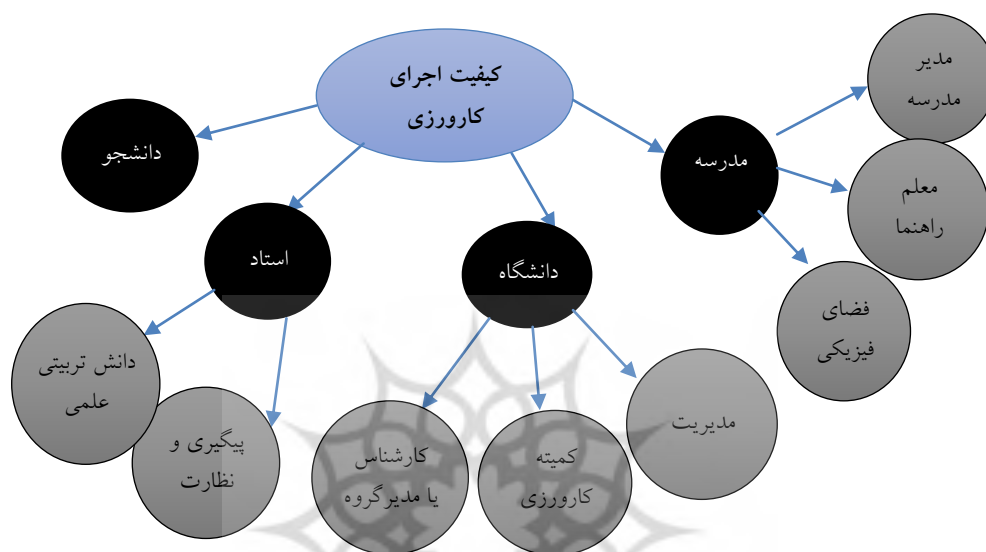 کیفیت اجرای
کارورزی
مدرسه
مدیر
مدرسه
معلم
راهنما
فضای
فیزیکی
دانشگاه
مدیریت
کمیته
کارورزی
کارشناس
یا مدیرگروه
استاد
پیگیری و
نظارت
دانش تربیتی
علمی
دانشجو